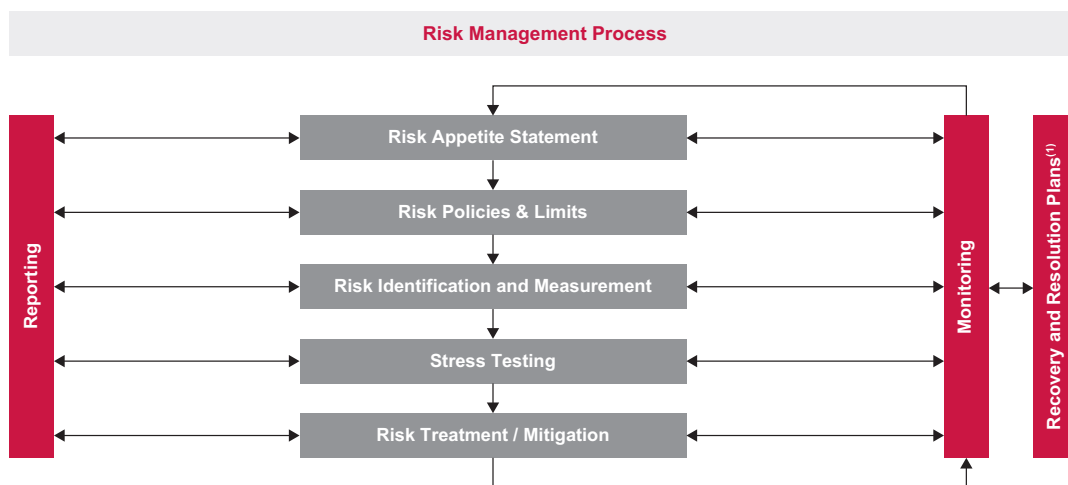 Risk Management Process
Reporting
Risk Appetite Statement
Risk Policies & Limits
Risk Identification and Measurement
Stress Testing
Risk Treatment / Mitigation
Monitoring
Recovery and Resolution Plans(1)